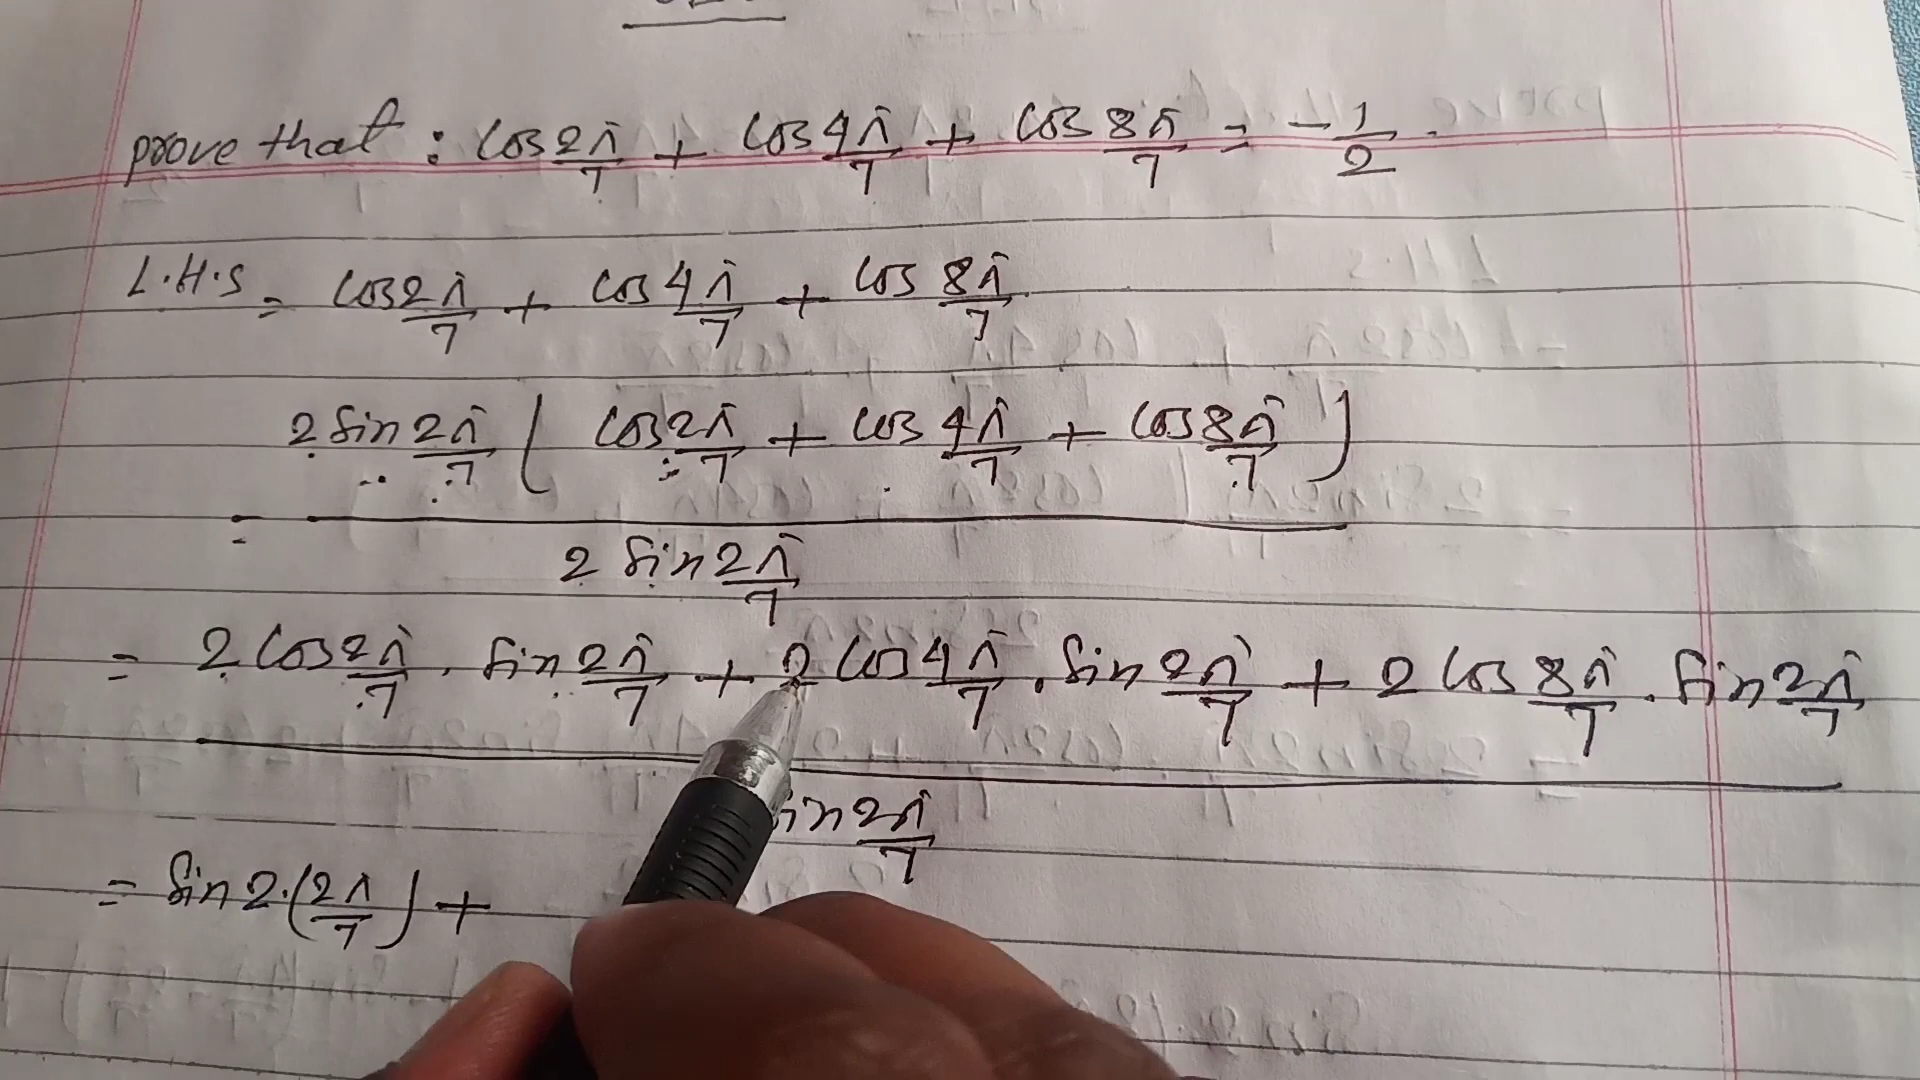 prove that : cos 2π/7 + cos 4π/7 + cos 8π/7 = -1/2.
L.H.S = cos 2π/7 + cos 4π/7 + cos 8π/7
= 2 sin 2π/7 ( cos 2π/7 + cos 4π/7 + cos 8π/7 )
2 sin 2π/7
= 2 cos 2π/7 . sin 2π/7 + 2 cos 4π/7 . sin 2π/7 + 2 cos 8π/7 . sin 2π/7
2π/7
= sin 2.(2π/7) +